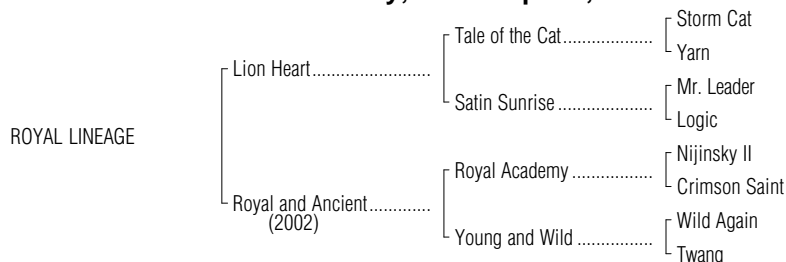 Storm Cat
Tale of the Cat
Yarn
Lion Heart
Mr. Leader
Satin Sunrise
Logic
ROYAL LINEAGE
Nijinsky II
Royal Academy
Crimson Saint
Royal and Ancient
(2002)
Wild Again
Young and Wild
Twang